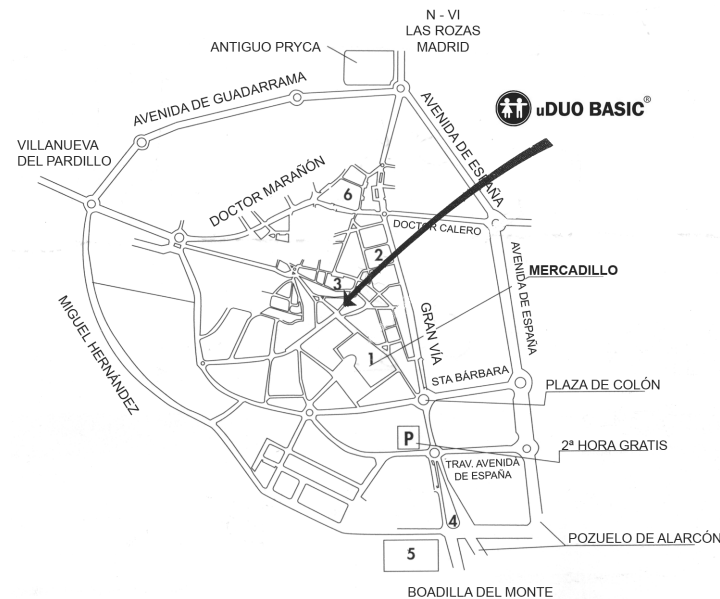 N - VI
LAS ROZAS
MADRID
ANTIGUO PRYCA
AVENIDA DE GUADARRAMA
AVENIDA DE ESPAÑA
uDUO BASIC®
VILLANUEVA
DEL PARDILLO
DOCTOR MARAÑÓN
6
DOCTOR CALERO
2
3
AVENIDA DE ESPAÑA
MERCADILLO
MIGUEL HERNÁNDEZ
GRAN VÍA
1
STA BÁRBARA
PLAZA DE COLÓN
P
2ª HORA GRATIS
TRAV. AVENIDA
DE ESPAÑA
4
POZUELO DE ALARCÓN
5
BOADILLA DEL MONTE